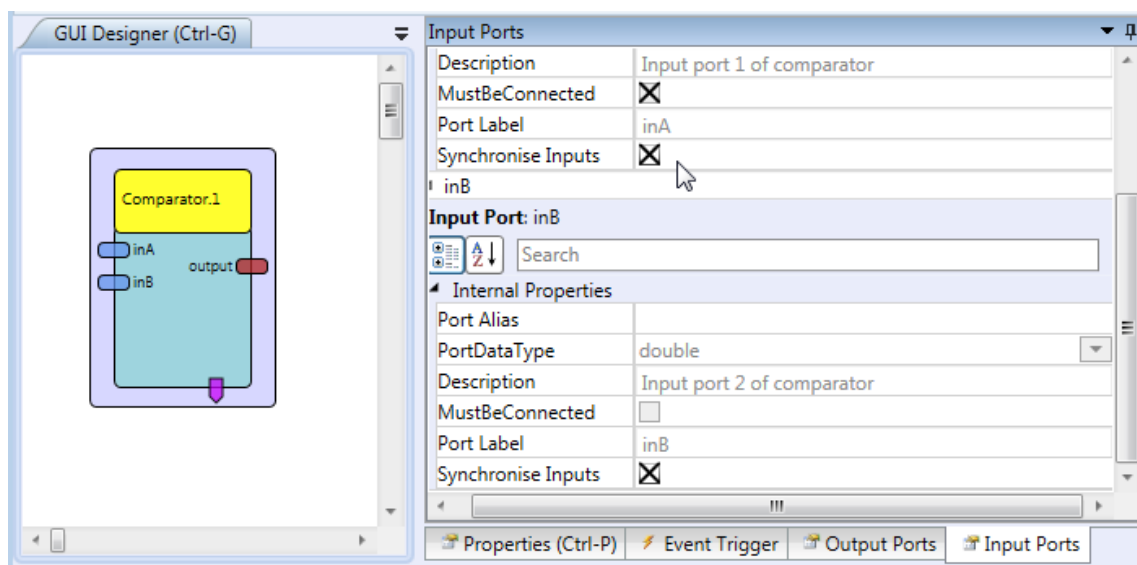 GUI Designer (Ctrl-G)
Comparator.1
inA
output
inB
Input Ports
Description Input port 1 of comparator
MustBeConnected
Port Label inA
Synchronise Inputs
inB
Input Port: inB
Search
Internal Properties
Port Alias
PortDataType double
Description Input port 2 of comparator
MustBeConnected
Port Label inB
Synchronise Inputs
Properties (Ctrl-P) Event Trigger Output Ports Input Ports